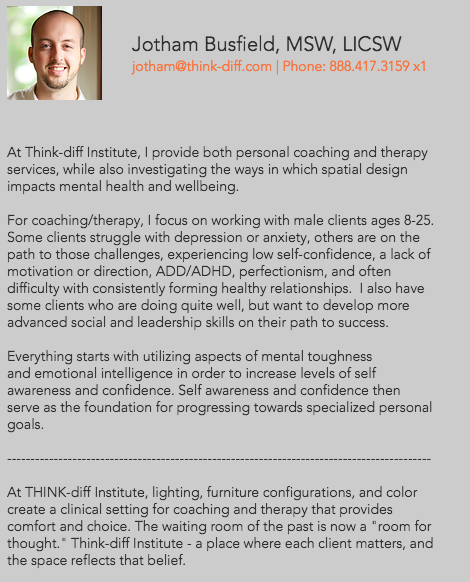 Jotham Busfield, MSW, LICSW
jotham@think-diff.com | Phone: 888.417.3159 x1
At Think-diff Institute, I provide both personal coaching and therapy
services, while also investigating the ways in which spatial design
impacts mental health and wellbeing.
For coaching/therapy, I focus on working with male clients ages 8-25.
Some clients struggle with depression or anxiety, others are on the
path to those challenges, experiencing low self-confidence, a lack of
motivation or direction, ADD/ADHD, perfectionism, and often
difficulty with consistently forming healthy relationships.  I also have
some clients who are doing quite well, but want to develop more
advanced social and leadership skills on their path to success.
Everything starts with utilizing aspects of mental toughness
and emotional intelligence in order to increase levels of self
awareness and confidence. Self awareness and confidence then
serve as the foundation for progressing towards specialized personal
goals.
-----------------------------------------------------------------------------------------
At THINK-diff Institute, lighting, furniture configurations, and color
create a clinical setting for coaching and therapy that provides
comfort and choice. The waiting room of the past is now a "room for
thought." Think-diff Institute - a place where each client matters, and
the space reflects that belief.